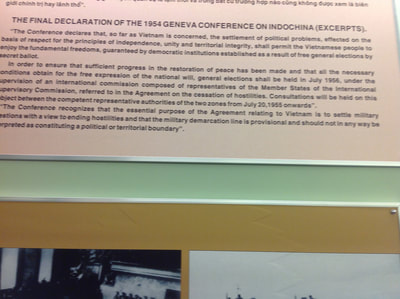 giới chính trị hay lãnh thổ".
THE FINAL DECLARATION OF THE 1954 GENEVA CONFERENCE ON INDOCHINA (EXCERPTS).
"The Conference declares that, so far as Vietnam is concerned, the settlement of political problems, effected on the
basis of respect for the principles of independence, unity and territorial integrity, shall permit the Vietnamese people to
enjoy the fundamental freedoms, guaranteed by democratic institutions established as a result of free general elections by
secret ballot.
In order to ensure that sufficient progress in the restoration of peace has been made and that all the necessary
conditions obtain for the free expression of the national will, general elections shall be held in July 1956, under the
supervision of an international commission composed of representatives of the Member States of the International
upervisory Commission, referred to in the Agreement on the cessation of hostilities. Consultations will be held on this
bject between the competent representative authorities of the two zones from July 20,1955 onwards".
"The Conference recognizes that the essential purpose of the Agreement relating to Vietnam is to settle military
estions with a view to ending hostilities and that the military demarcation line is provisional and should not in any way be
erpreted as constituting a political or territorial boundary".